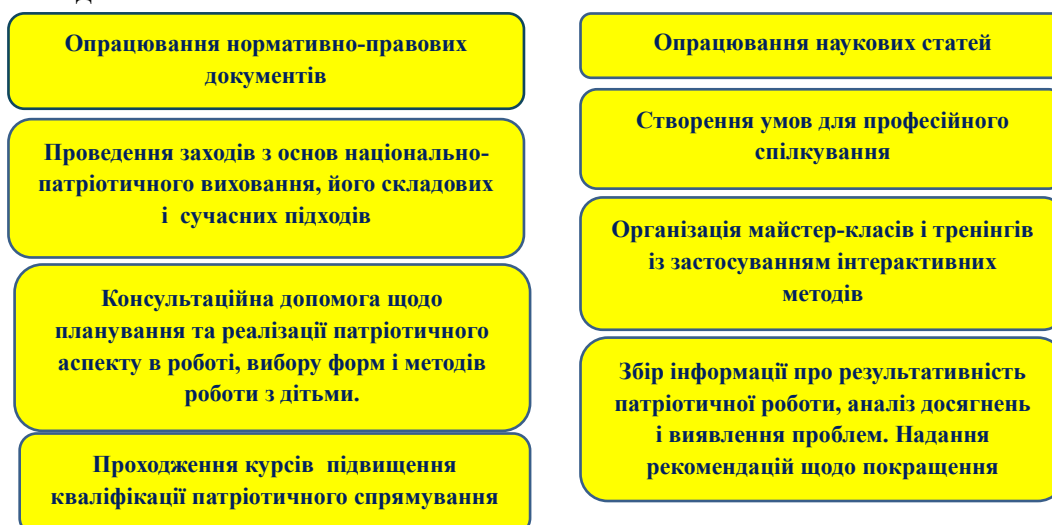 Опрацювання нормативно-правових
документів
Проведення заходів з основ національно-
патріотичного виховання, його складових
і сучасних підходів
Консультаційна допомога щодо
планування та реалізації патріотичного
аспекту в роботі, вибору форм і методів
роботи з дітьми.
Проходження курсів підвищення
кваліфікації патріотичного спрямування
Опрацювання наукових статей
Створення умов для професійного
спілкування
Організація майстер-класів і тренінгів
із застосуванням інтерактивних
методів
Збір інформації про результативність
патріотичної роботи, аналіз досягнень
і виявлення проблем. Надання
рекомендацій щодо покращення